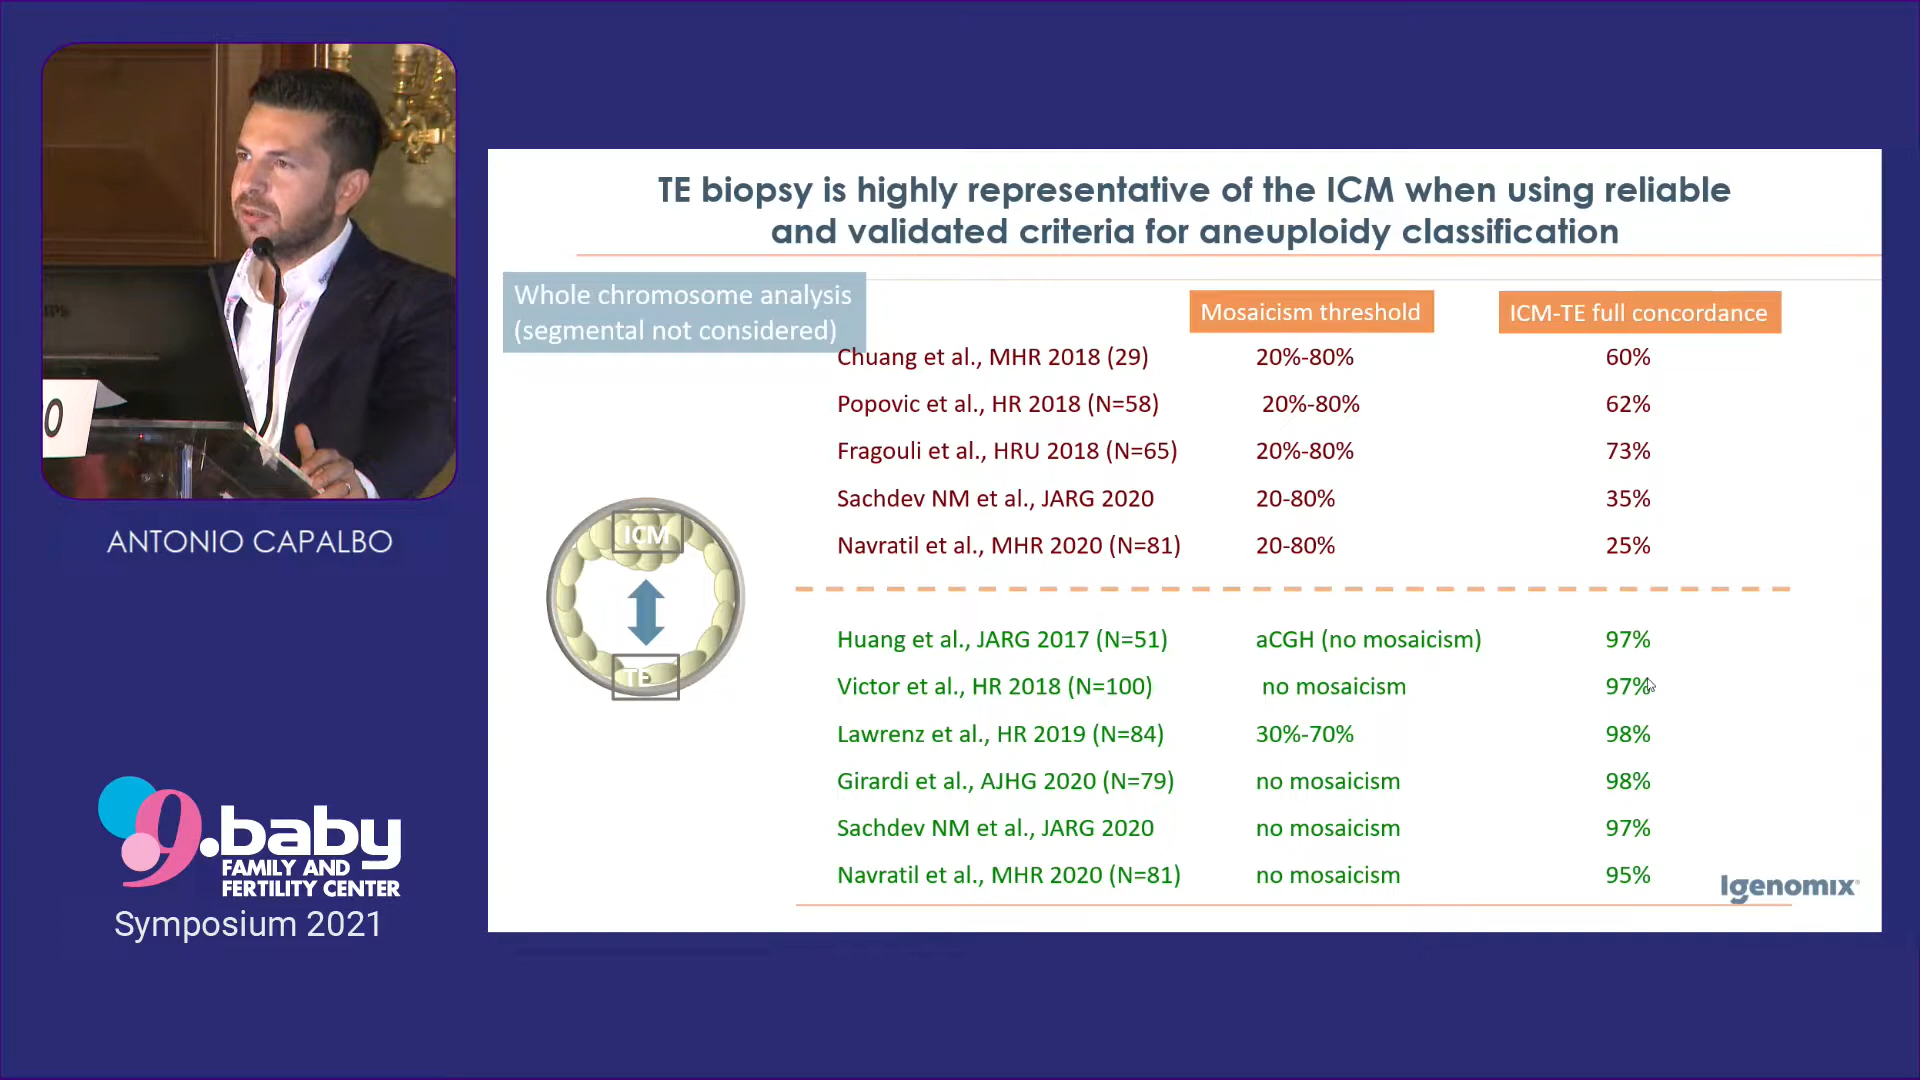 TE biopsy is highly representative of the ICM when using reliable
and validated criteria for aneuploidy classification
Whole chromosome analysis
(segmental not considered)
Mosaicism threshold
ICM-TE full concordance
Chuang et al., MHR 2018 (29) 20%-80% 60%
Popovic et al., HR 2018 (N=58) 20%-80% 62%
Fragouli et al., HRU 2018 (N=65) 20%-80% 73%
Sachdev NM et al., JARG 2020 20-80% 35%
Navratil et al., MHR 2020 (N=81) 20-80% 25%
Huang et al., JARG 2017 (N=51) aCGH (no mosaicism) 97%
Victor et al., HR 2018 (N=100) no mosaicism 97%
Lawrenz et al., HR 2019 (N=84) 30%-70% 98%
Girardi et al., AJHG 2020 (N=79) no mosaicism 98%
Sachdev NM et al., JARG 2020 no mosaicism 97%
Navratil et al., MHR 2020 (N=81) no mosaicism 95%
ICM
TE
Igenomix®
O
ANTONIO CAPALBO
9.baby
FAMILY AND
FERTILITY CENTER
Symposium 2021